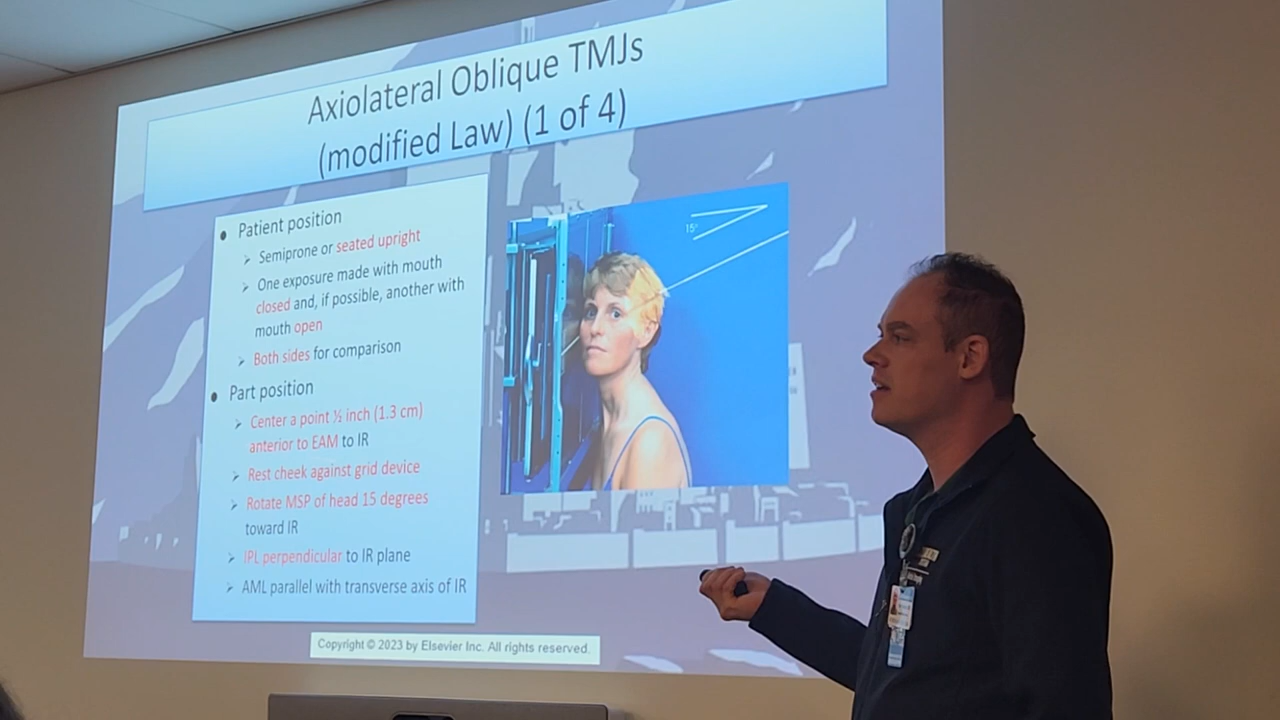 Axiolateral Oblique TMJs
(modified Law) (1 of 4)
● Patient position
➢ Semiprone or seated upright
➢ One exposure made with mouth
closed and, if possible, another with
mouth open
➢ Both sides for comparison
● Part position
➢ Center a point ½ inch (1.3 cm)
anterior to EAM to IR
➢ Rest cheek against grid device
➢ Rotate MSP of head 15 degrees
toward IR
➢ IPL perpendicular to IR plane
➢ AML parallel with transverse axis of IR
15°
Copyright © 2023 by Elsevier Inc. All rights reserved.